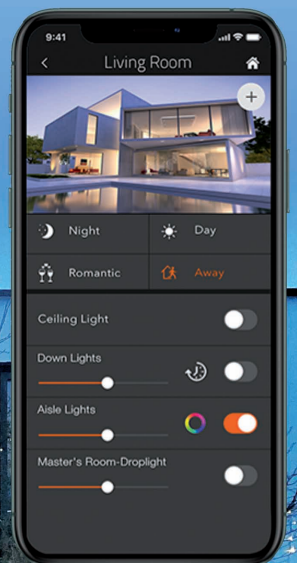 9:41
Living Room
Night
Day
Romantic
Away
Ceiling Light
Down Lights
Aisle Lights
Master's Room-Droplight